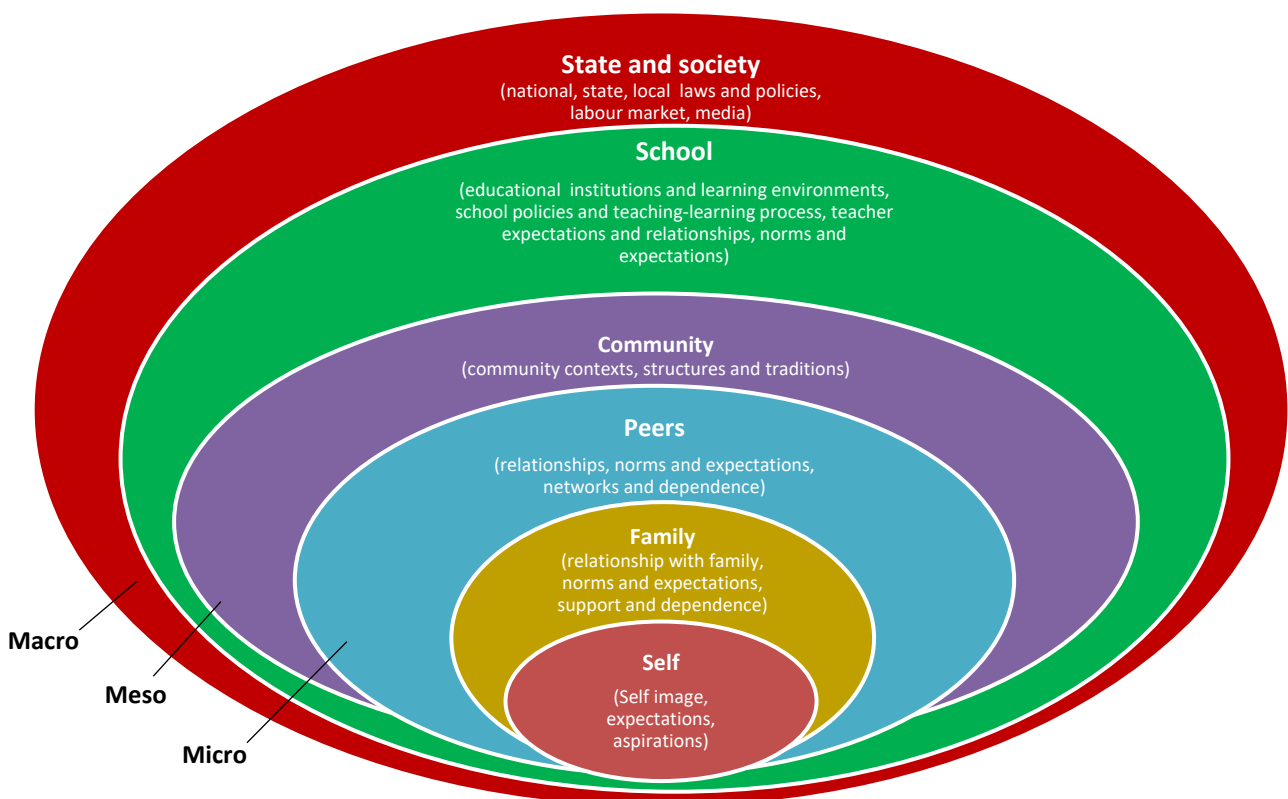 State and society
(national, state, local laws and policies,
labour market, media)
School
(educational institutions and learning environments,
school policies and teaching-learning process, teacher
expectations and relationships, norms and
expectations)
Community
(community contexts, structures and traditions)
Peers
(relationships, norms and expectations,
networks and dependence)
Family
(relationship with family,
norms and expectations,
support and dependence)
Self
(Self image,
expectations,
aspirations)
Macro
Meso
Micro